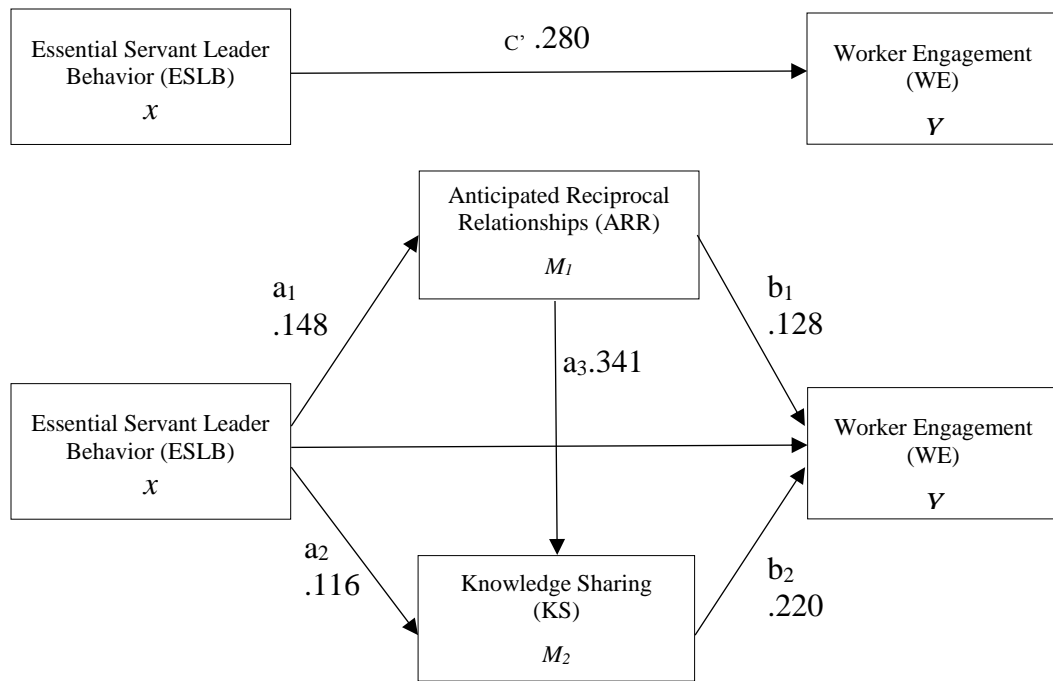 Essential Servant Leader
Behavior (ESLB)
x
C’ .280
Worker Engagement
(WE)
Y
Anticipated Reciprocal
Relationships (ARR)
M1
a1
.148
b1
.128
a3.341
Essential Servant Leader
Behavior (ESLB)
x
Worker Engagement
(WE)
Y
a2
.116
Knowledge Sharing
(KS)
M2
b2
.220